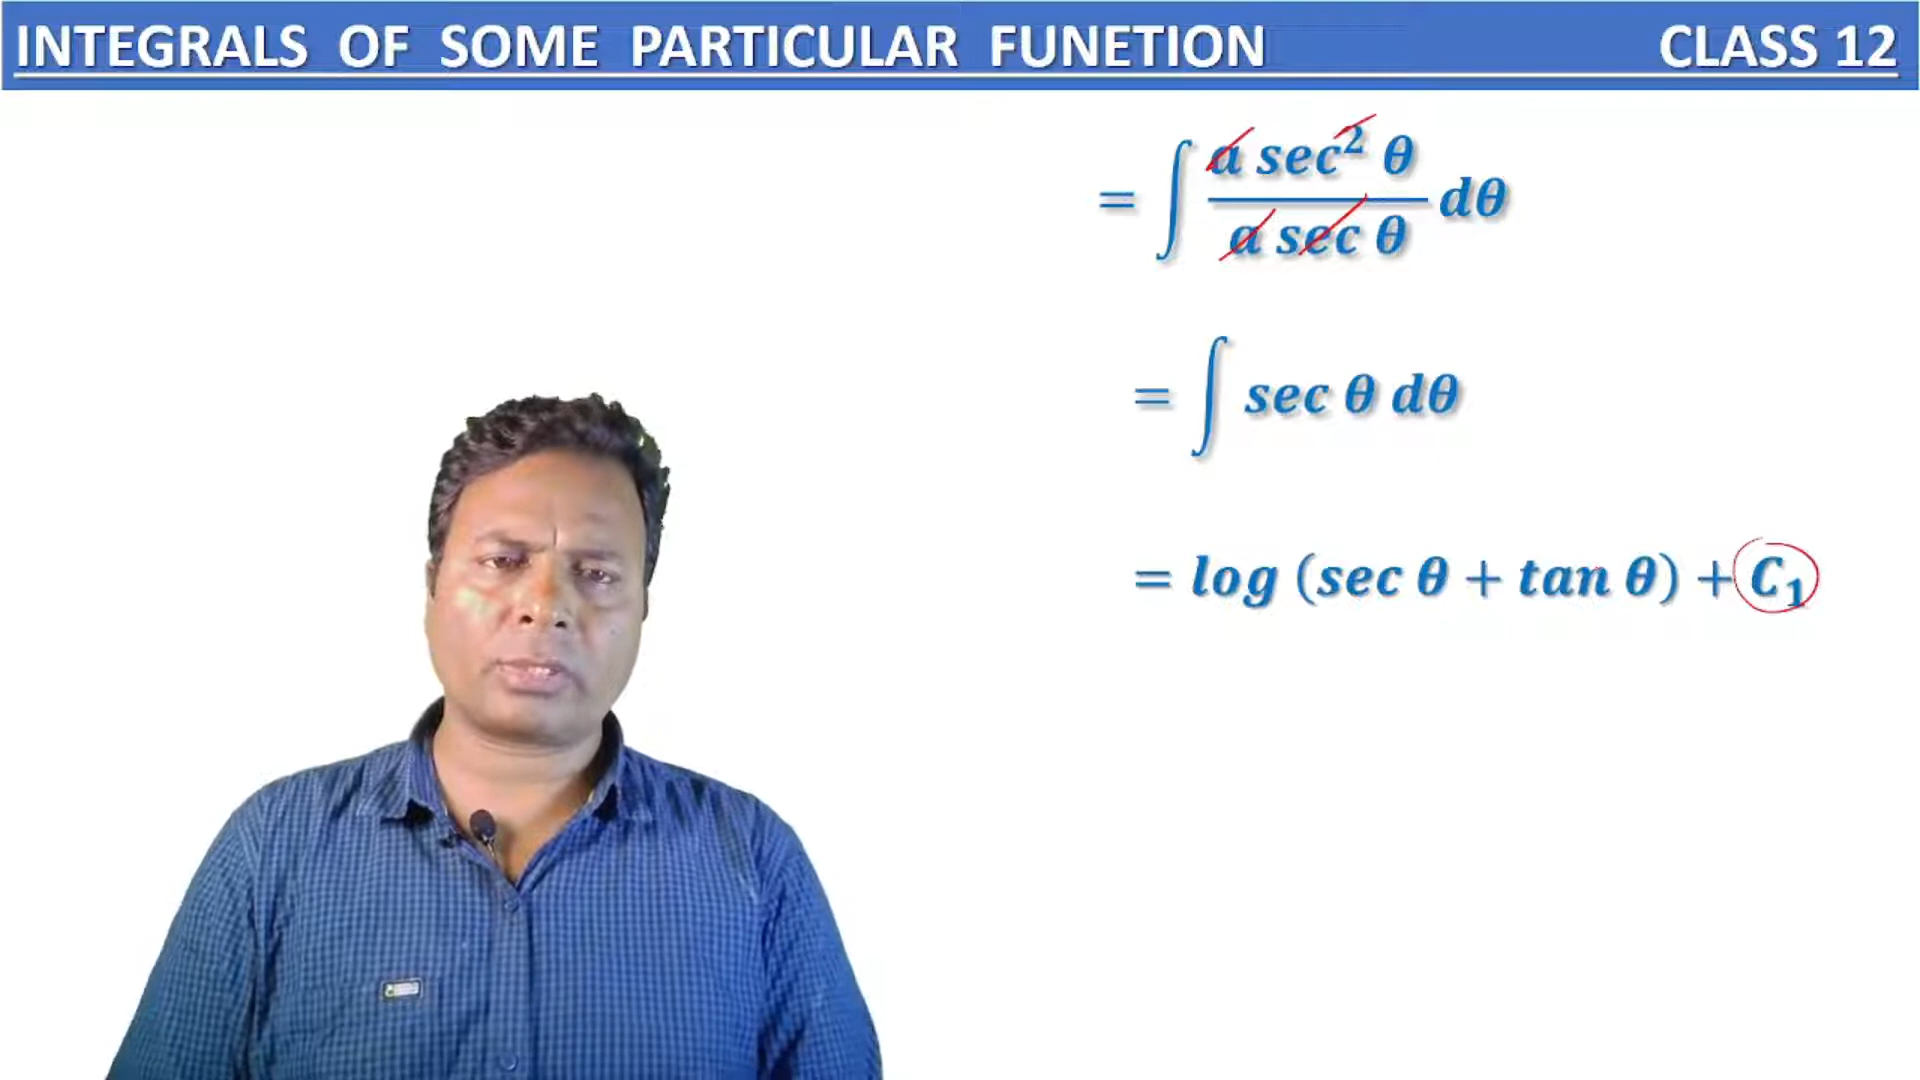 INTEGRALS OF SOME PARTICULAR FUNETION CLASS 12
= ∫ a sec² θ / a sec θ dθ
= ∫ sec θ dθ
= log (sec θ + tan θ) + C₁